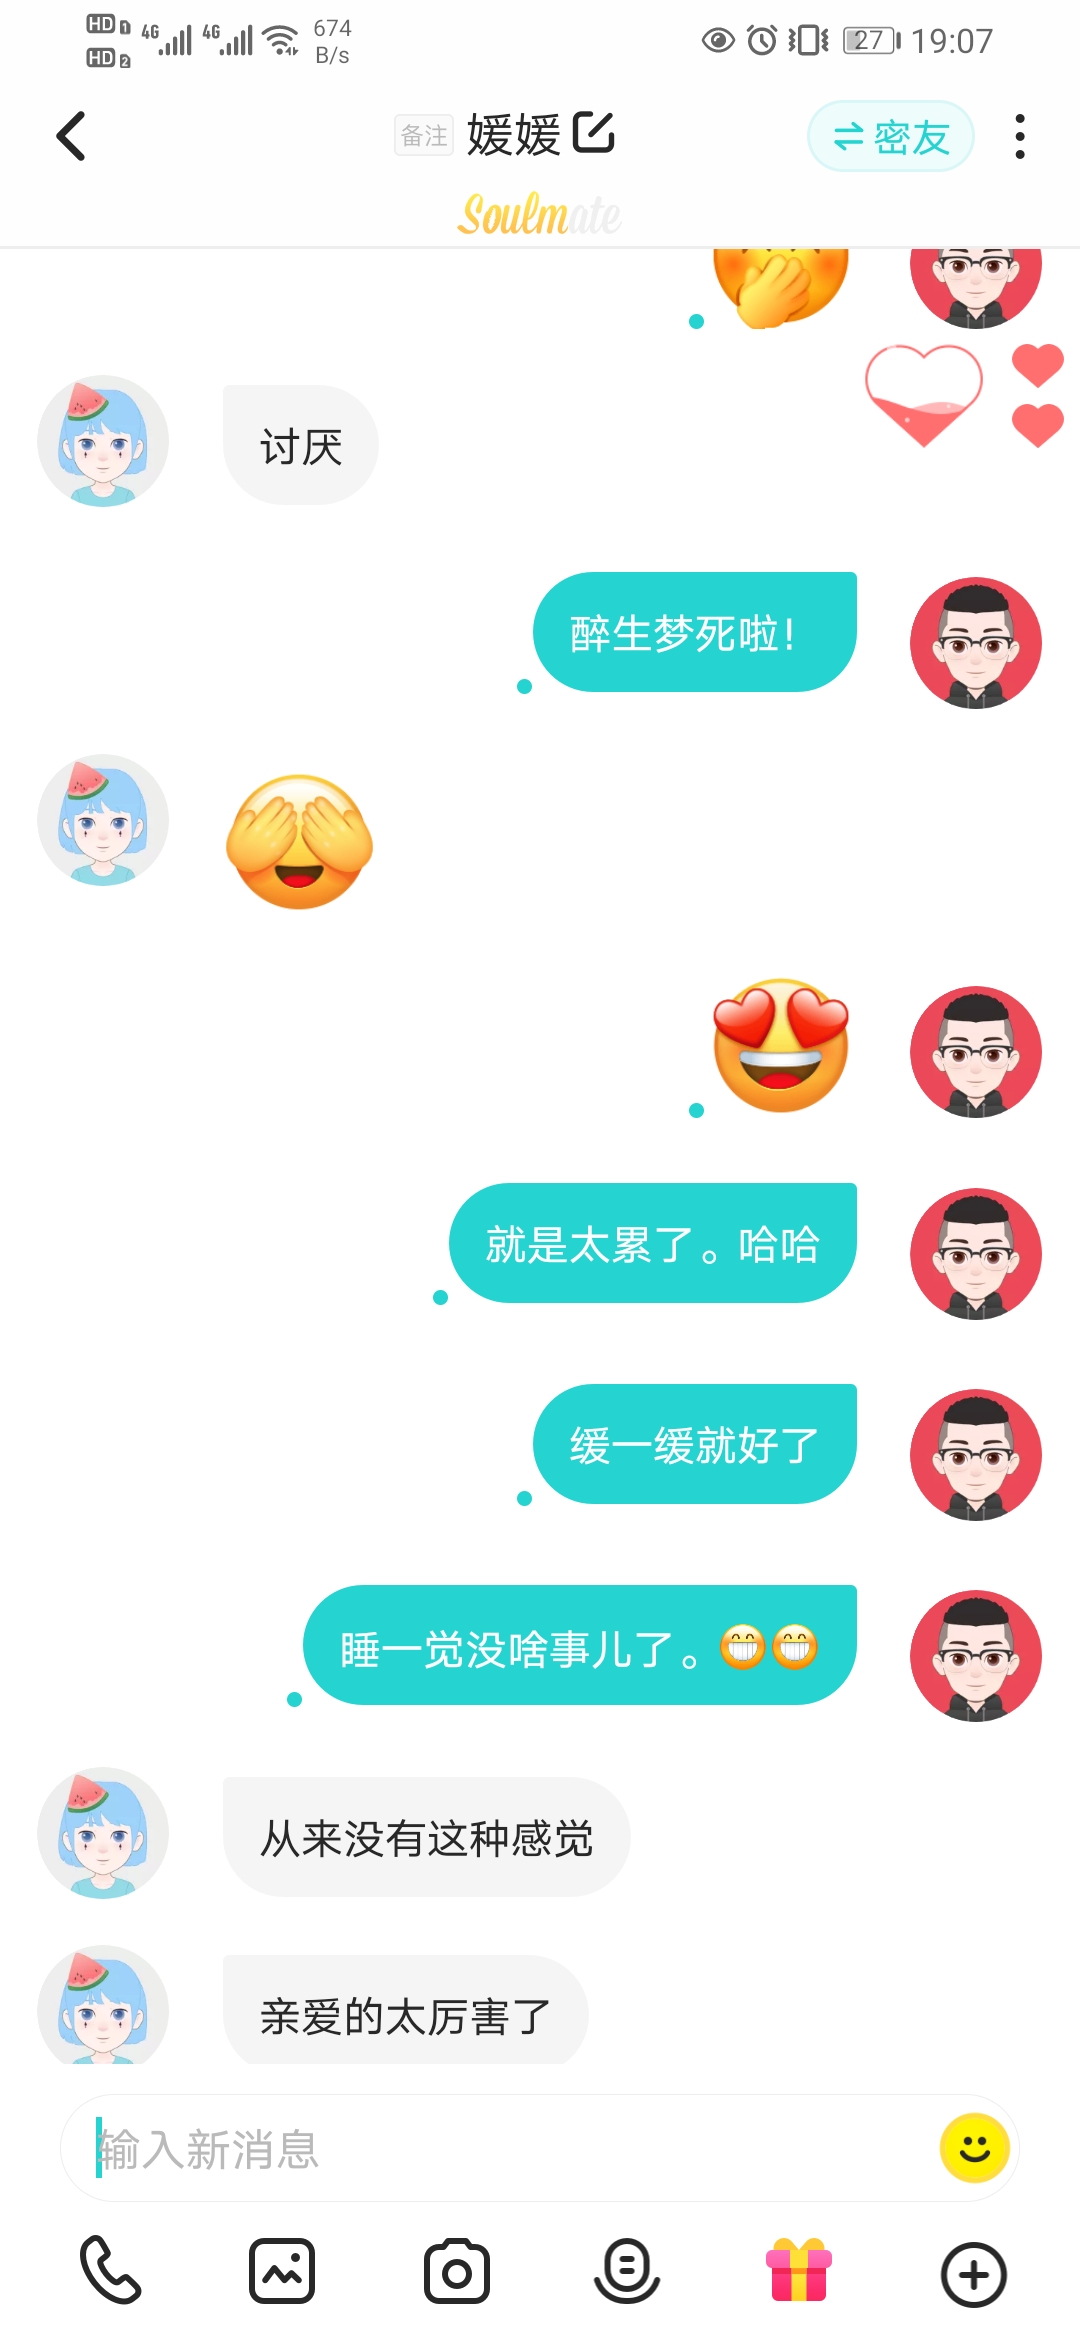 HD 1 4G 4G 674
HD 2 B/s
27 19:07
备注 媛媛 密友
Soulmate
讨厌
醉生梦死啦!
就是太累了。哈哈
缓一缓就好了
睡一觉没啥事儿了。😁😁
从来没有这种感觉
亲爱的太厉害了
输入新消息